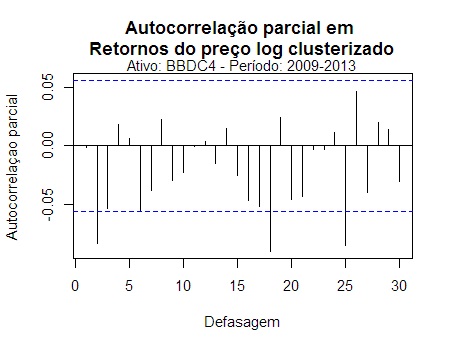 Autocorrelação parcial em
Retornos do preço log clusterizado
Ativo: BBDC4 - Período: 2009-2013
Autocorrelaçao parcial
0.05
0.00
-0.05
0
5
10
15
20
25
30
Defasagem